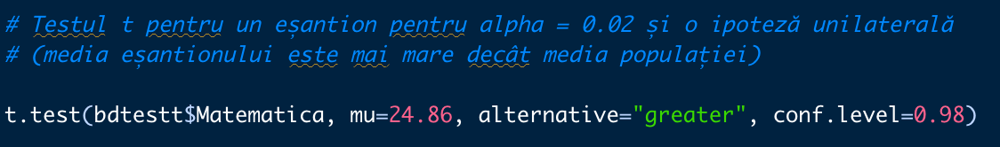 # Testul t pentru un eșantion pentru alpha = 0.02 și o ipoteză unilaterală
# (media eșantionului este mai mare decât media populației)
t.test(bdtestt$Matematica, mu=24.86, alternative="greater", conf.level=0.98)